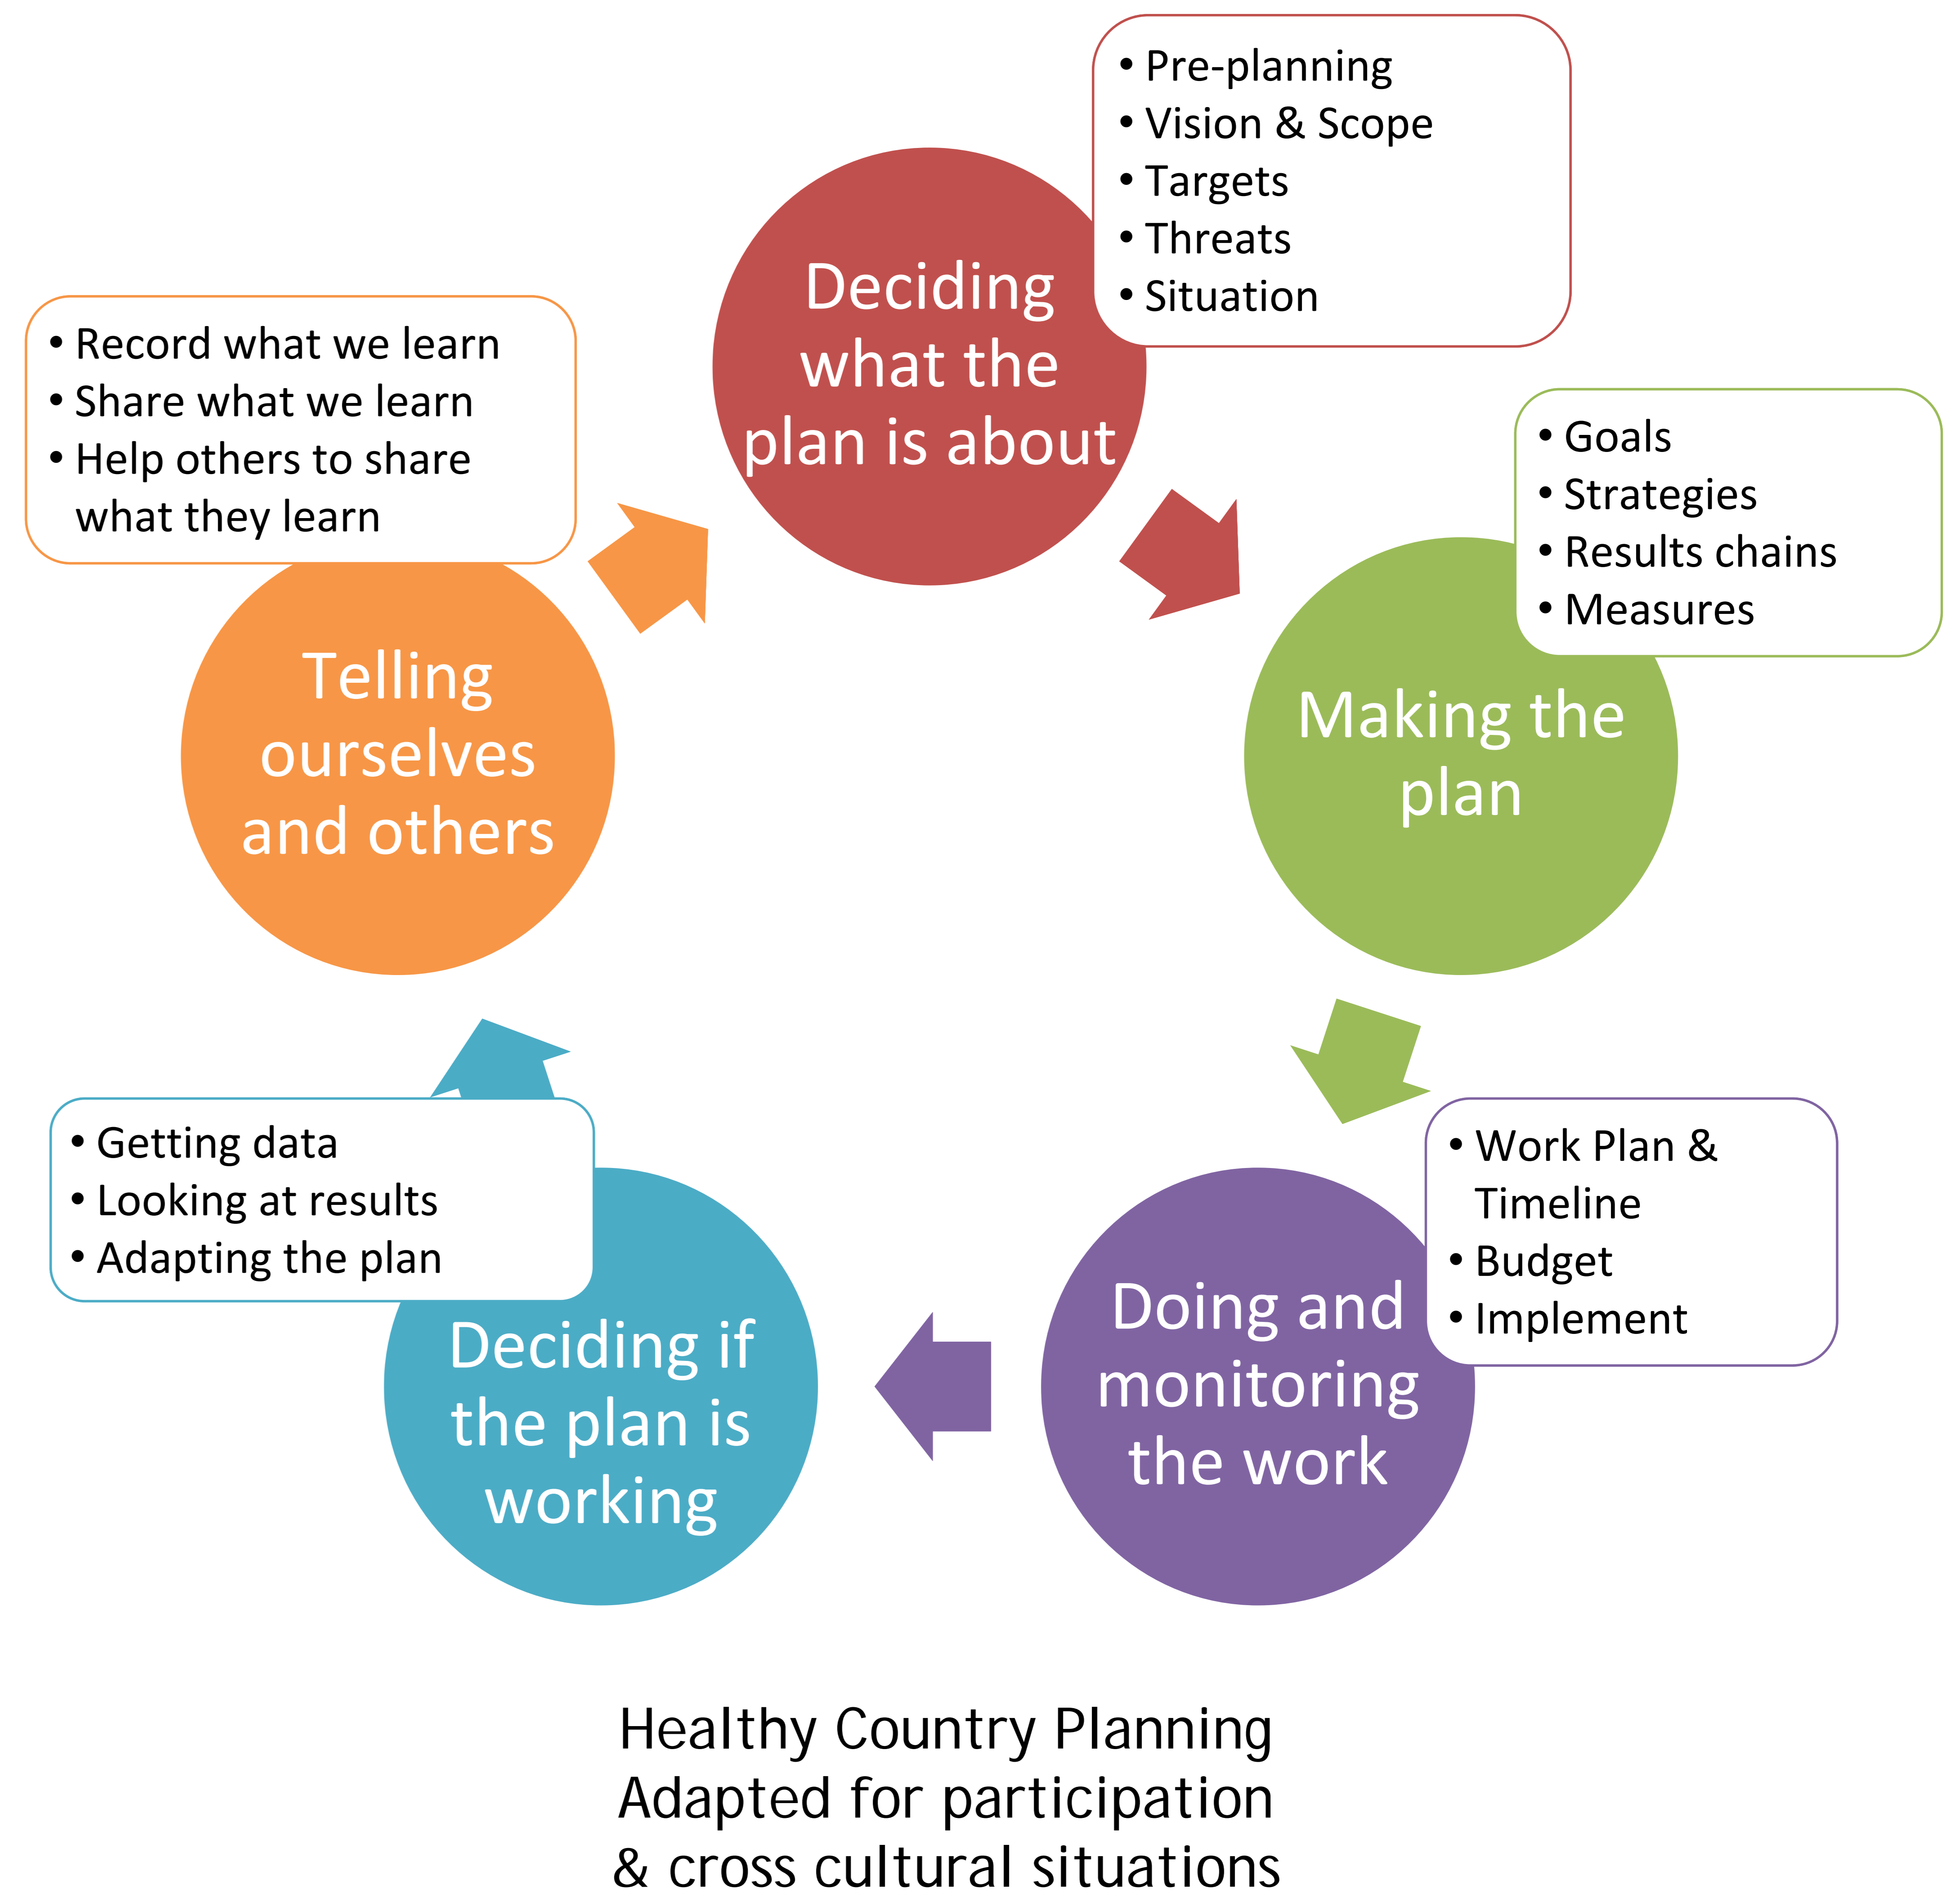 • Pre-planning
• Vision & Scope
• Targets
• Threats
• Situation
Deciding
what the
plan is about
• Goals
• Strategies
• Results chains
• Measures
Making the
plan
• Work Plan &
Timeline
• Budget
• Implement
Doing and
monitoring
the work
• Getting data
• Looking at results
• Adapting the plan
Deciding if
the plan is
working
• Record what we learn
• Share what we learn
• Help others to share
what they learn
Telling
ourselves
and others
Healthy Country Planning
Adapted for participation
& cross cultural situations